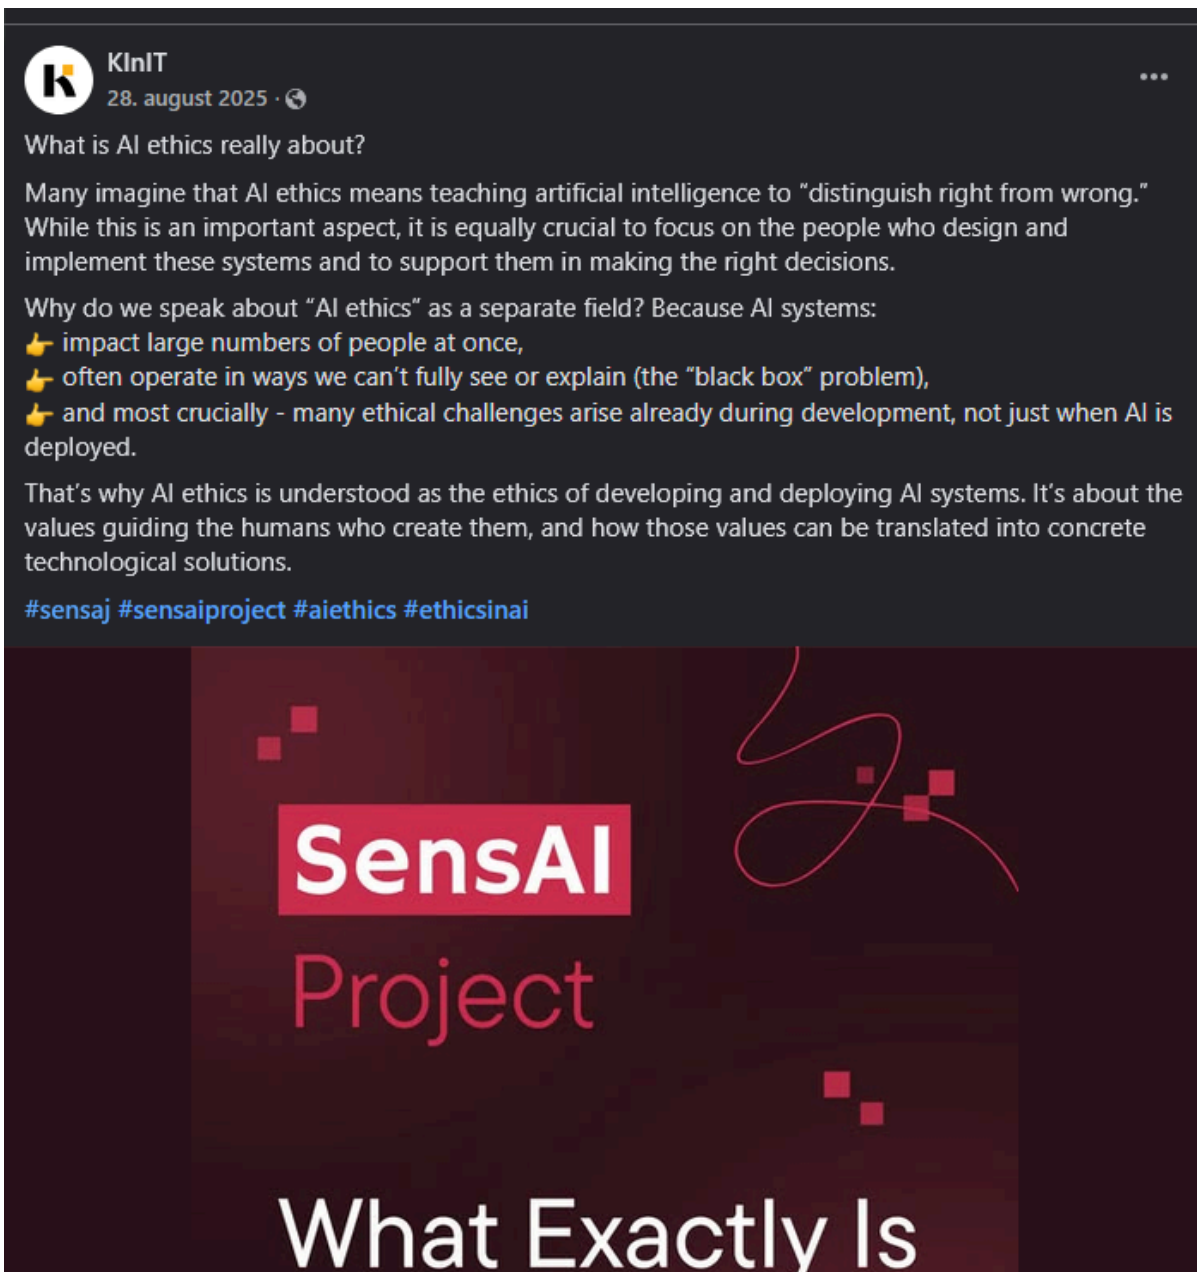 KInIT
28. august 2025 ·
What is AI ethics really about?
Many imagine that AI ethics means teaching artificial intelligence to “distinguish right from wrong.”
While this is an important aspect, it is equally crucial to focus on the people who design and
implement these systems and to support them in making the right decisions.
Why do we speak about “AI ethics” as a separate field? Because AI systems:
👉 impact large numbers of people at once,
👉 often operate in ways we can’t fully see or explain (the “black box” problem),
👉 and most crucially - many ethical challenges arise already during development, not just when AI is
deployed.
That’s why AI ethics is understood as the ethics of developing and deploying AI systems. It’s about the
values guiding the humans who create them, and how those values can be translated into concrete
technological solutions.
#sensaj #sensaiproject #aiethics #ethicsinai
SensAI
Project
What Exactly Is